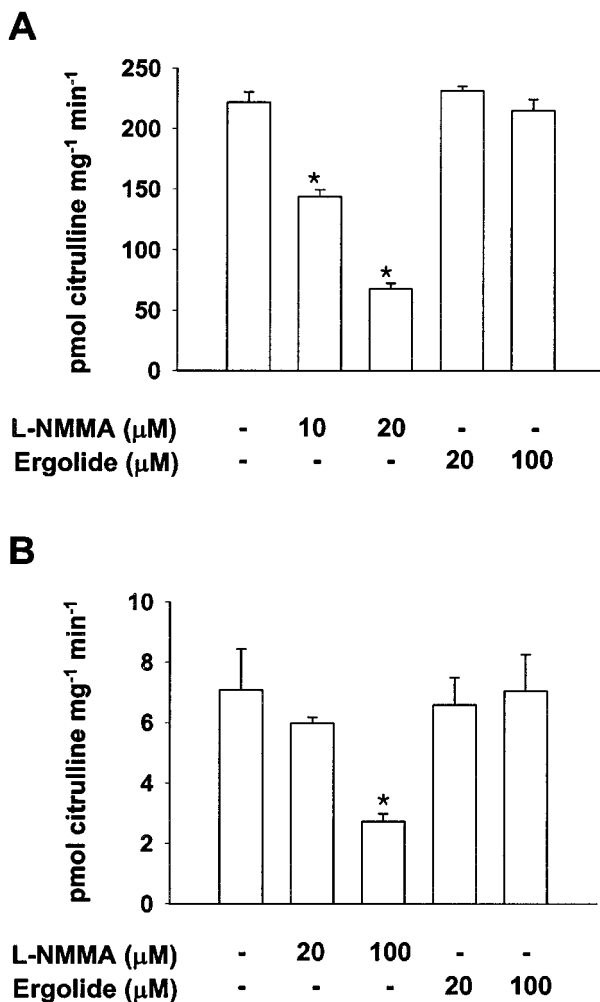 A
pmol citrulline mg⁻¹ min⁻¹
250
200
150
100
50
0
*
*
L-NMMA (μM) - 10 20 - -
Ergolide (μM) - - - 20 100
B
pmol citrulline mg⁻¹ min⁻¹
10
8
6
4
2
0
*
L-NMMA (μM) - 20 100 - -
Ergolide (μM) - - - 20 100